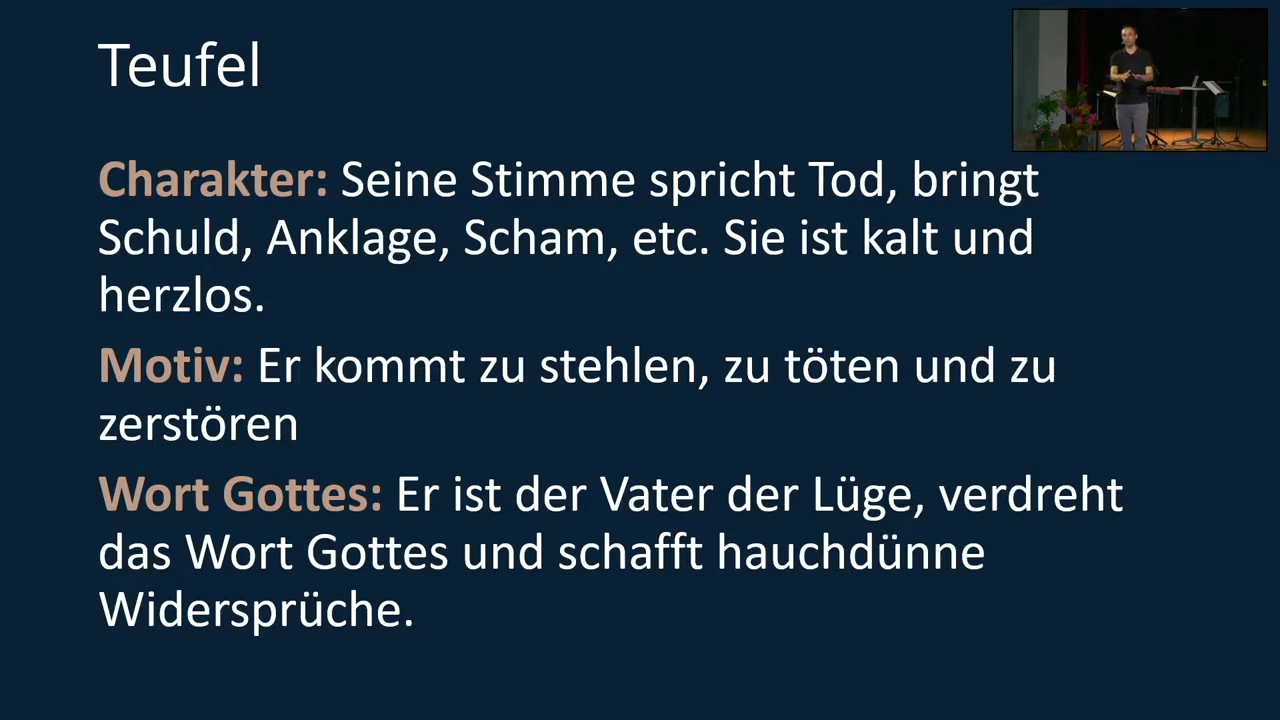 Teufel
Charakter: Seine Stimme spricht Tod, bringt
Schuld, Anklage, Scham, etc. Sie ist kalt und
herzlos.
Motiv: Er kommt zu stehlen, zu töten und zu
zerstören
Wort Gottes: Er ist der Vater der Lüge, verdreht
das Wort Gottes und schafft hauchdünne
Widersprüche.